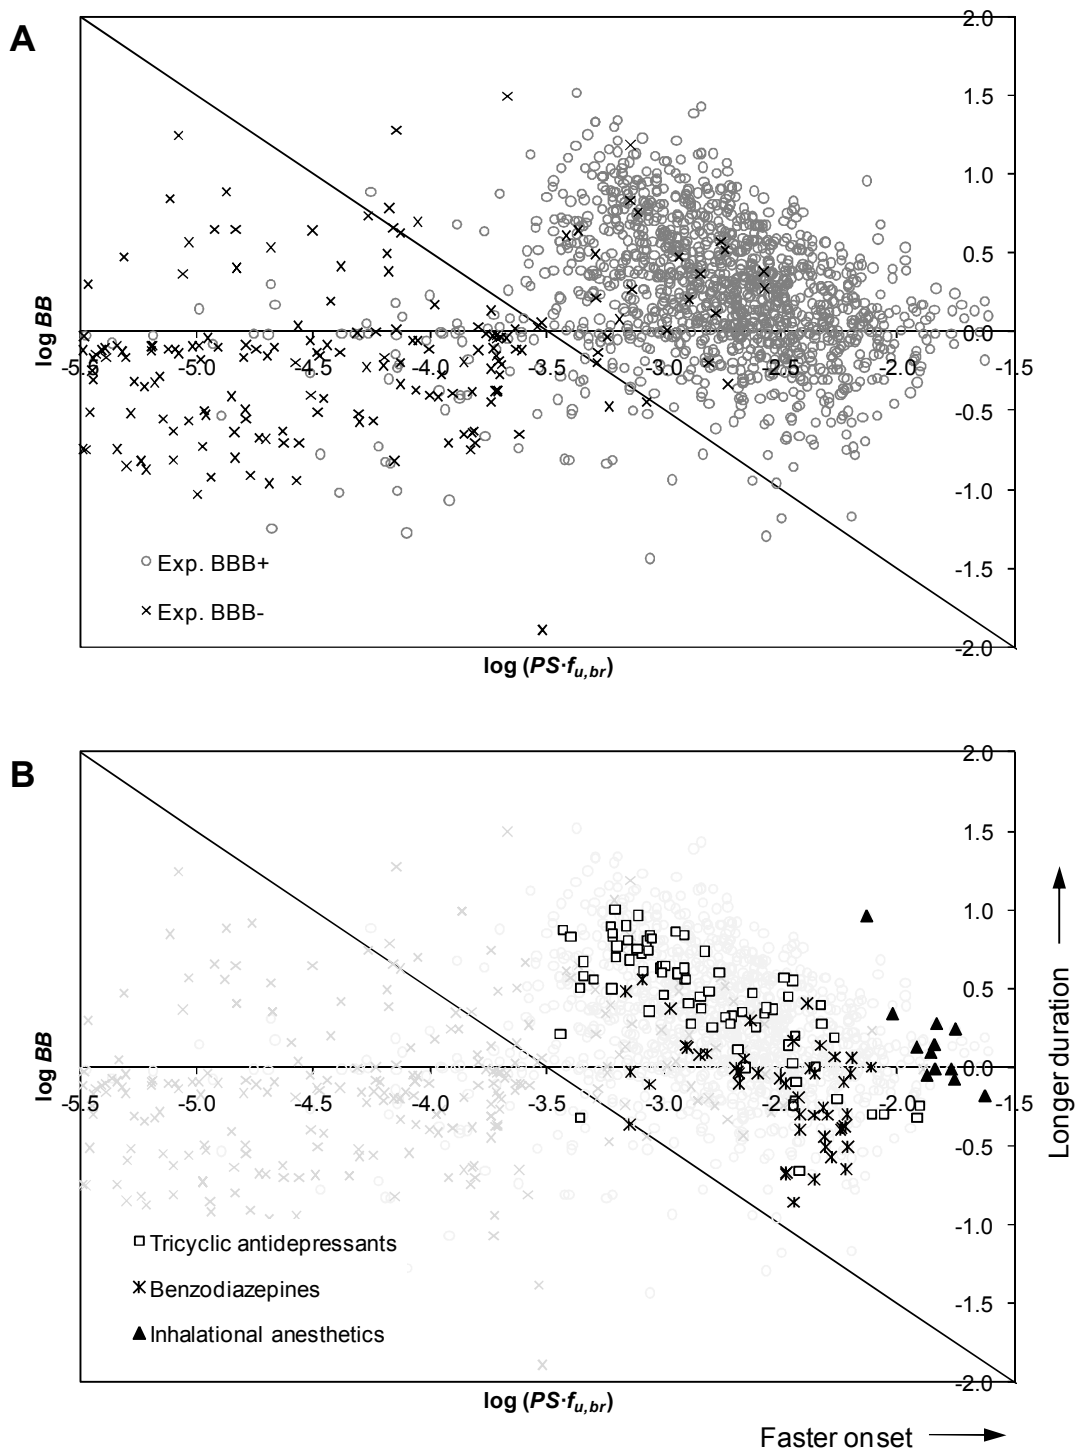 A
2.0
1.5
1.0
0.5
0.0
-5.5 -5.0 -4.5 -4.0 -3.5 -3.0 -2.5 -2.0 -1.5
-0.5
-1.0
-1.5
-2.0
log BB
Exp. BBB+
Exp. BBB-
log (PS·fu,br)
B
2.0
1.5
1.0
0.5
0.0
-5.5 -5.0 -4.5 -4.0 -3.5 -3.0 -2.5 -2.0 -1.5
-0.5
-1.0
-1.5
-2.0
log BB
Longer duration
Tricyclic antidepressants
Benzodiazepines
Inhalational anesthetics
log (PS·fu,br)
Faster onset